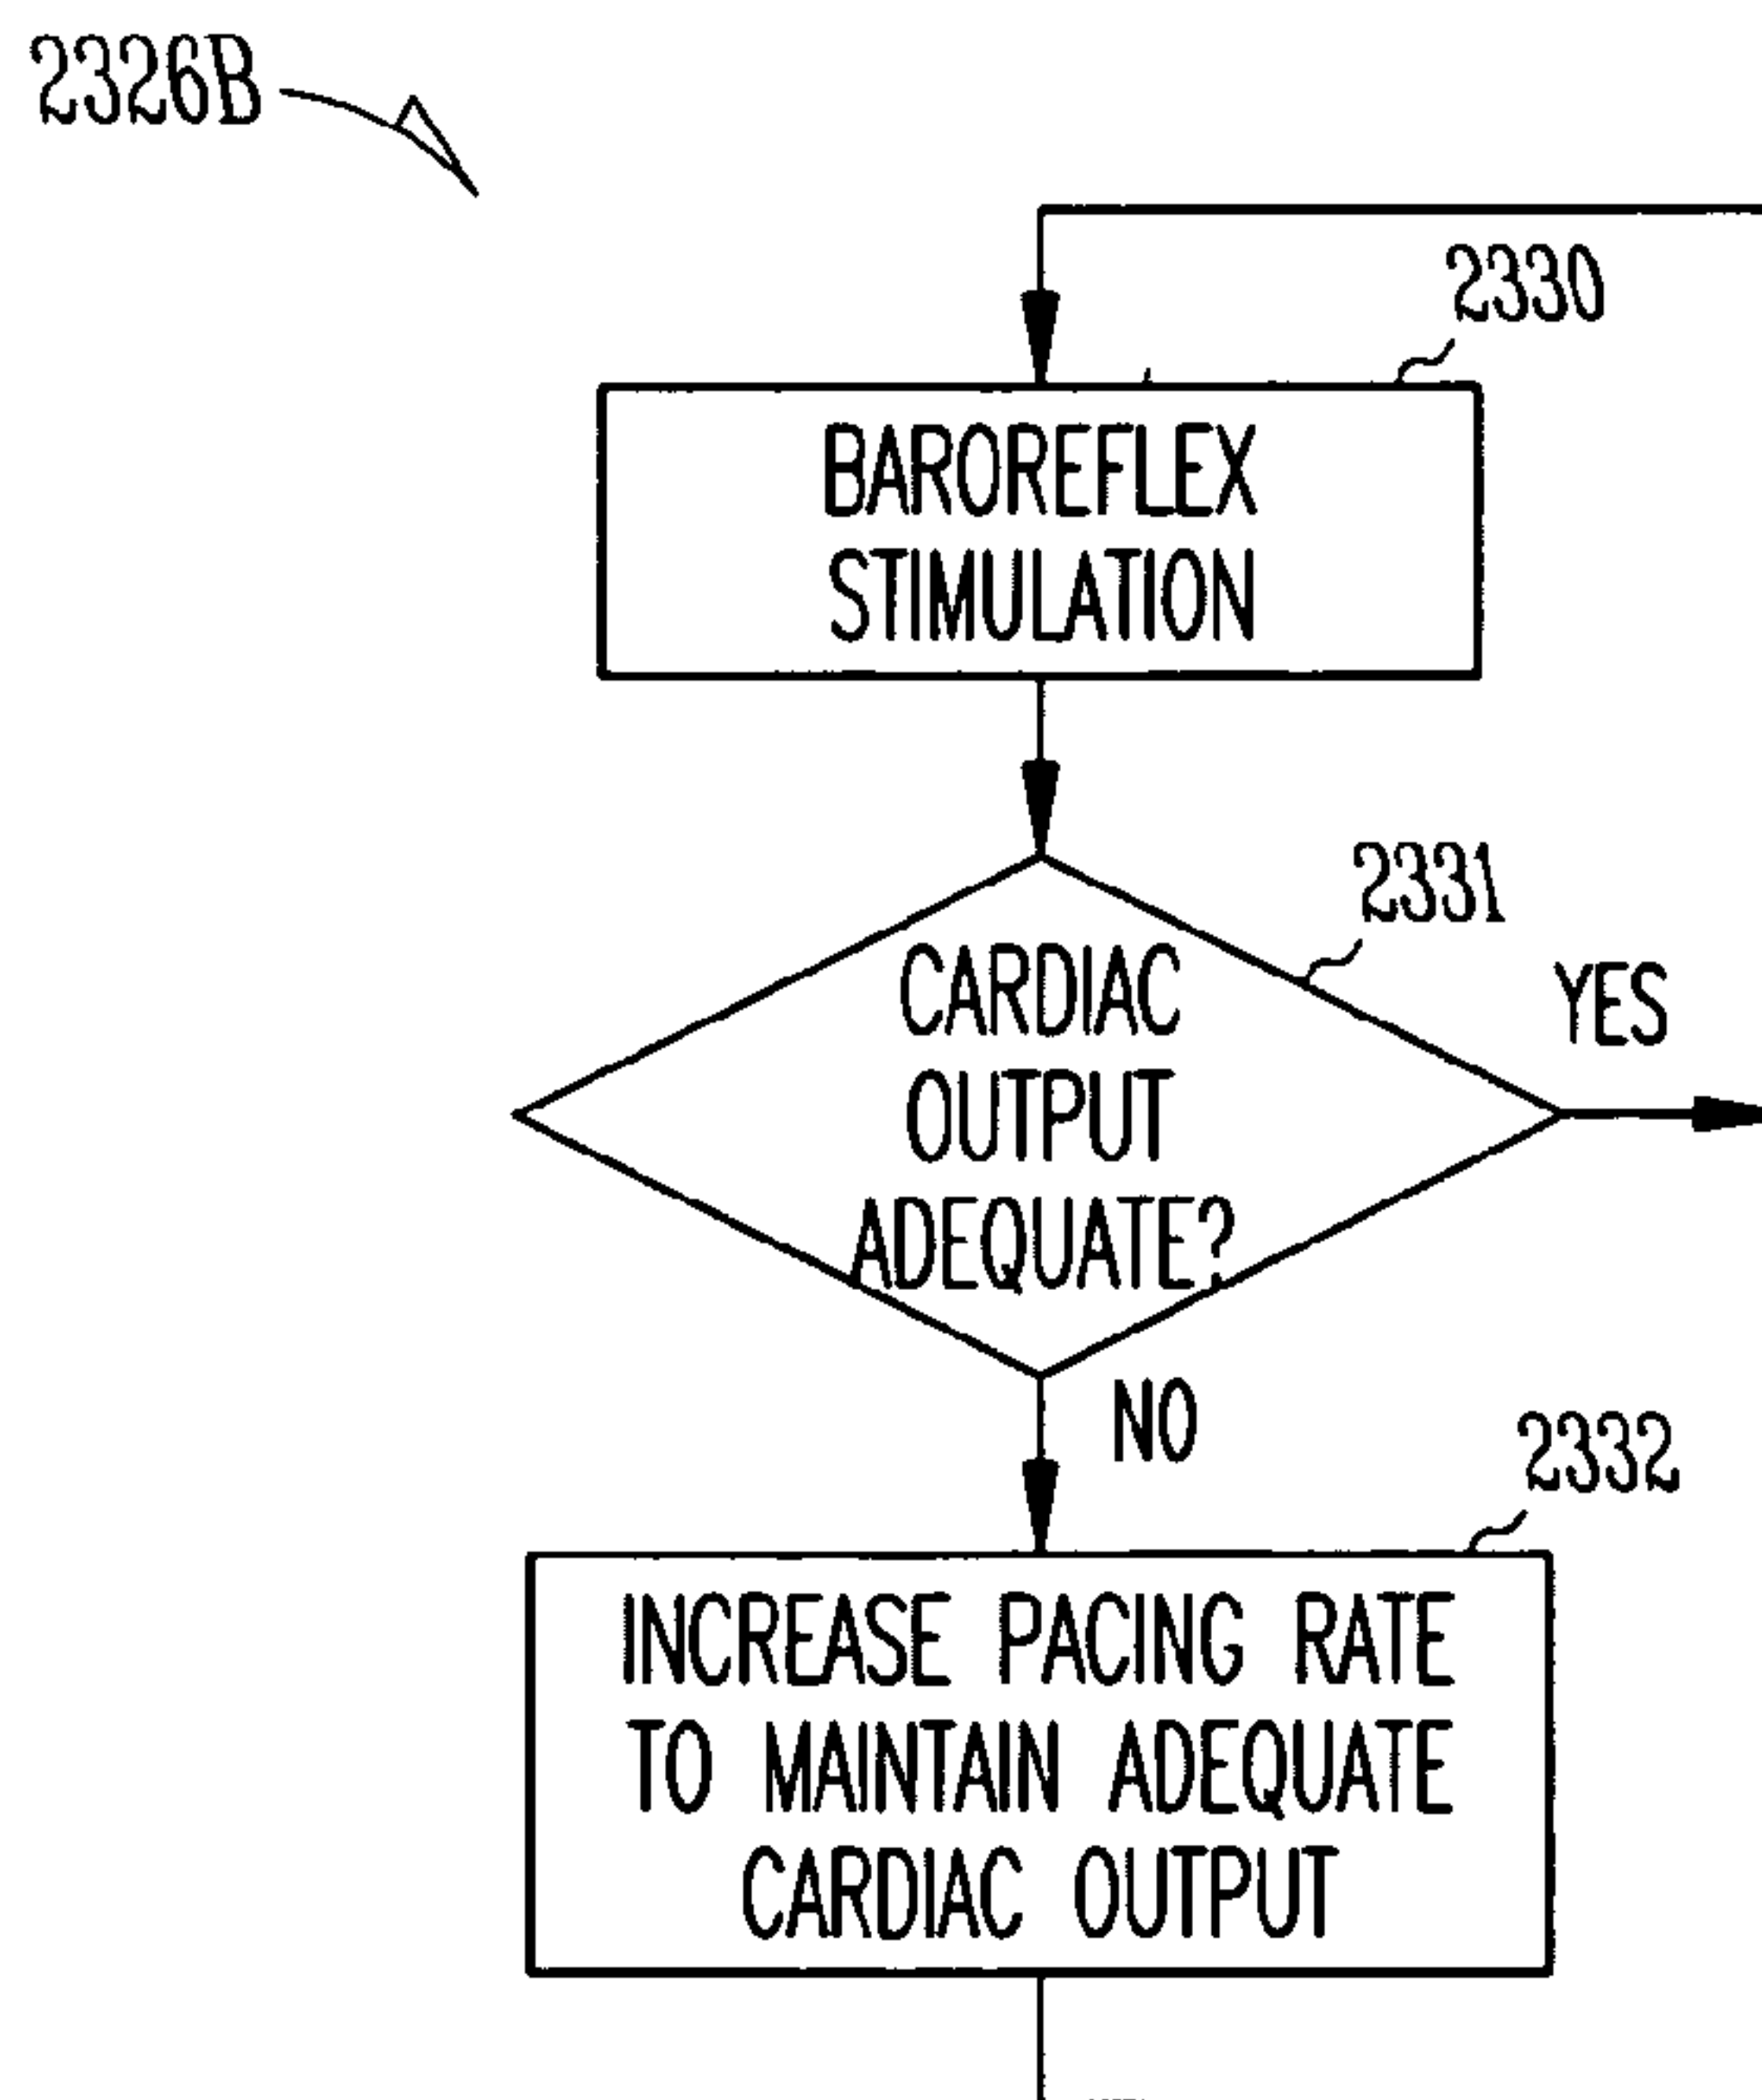 2326B
2330
BAROREFLEX
STIMULATION
2331
CARDIAC
OUTPUT
ADEQUATE?
YES
NO
2332
INCREASE PACING RATE
TO MAINTAIN ADEQUATE
CARDIAC OUTPUT